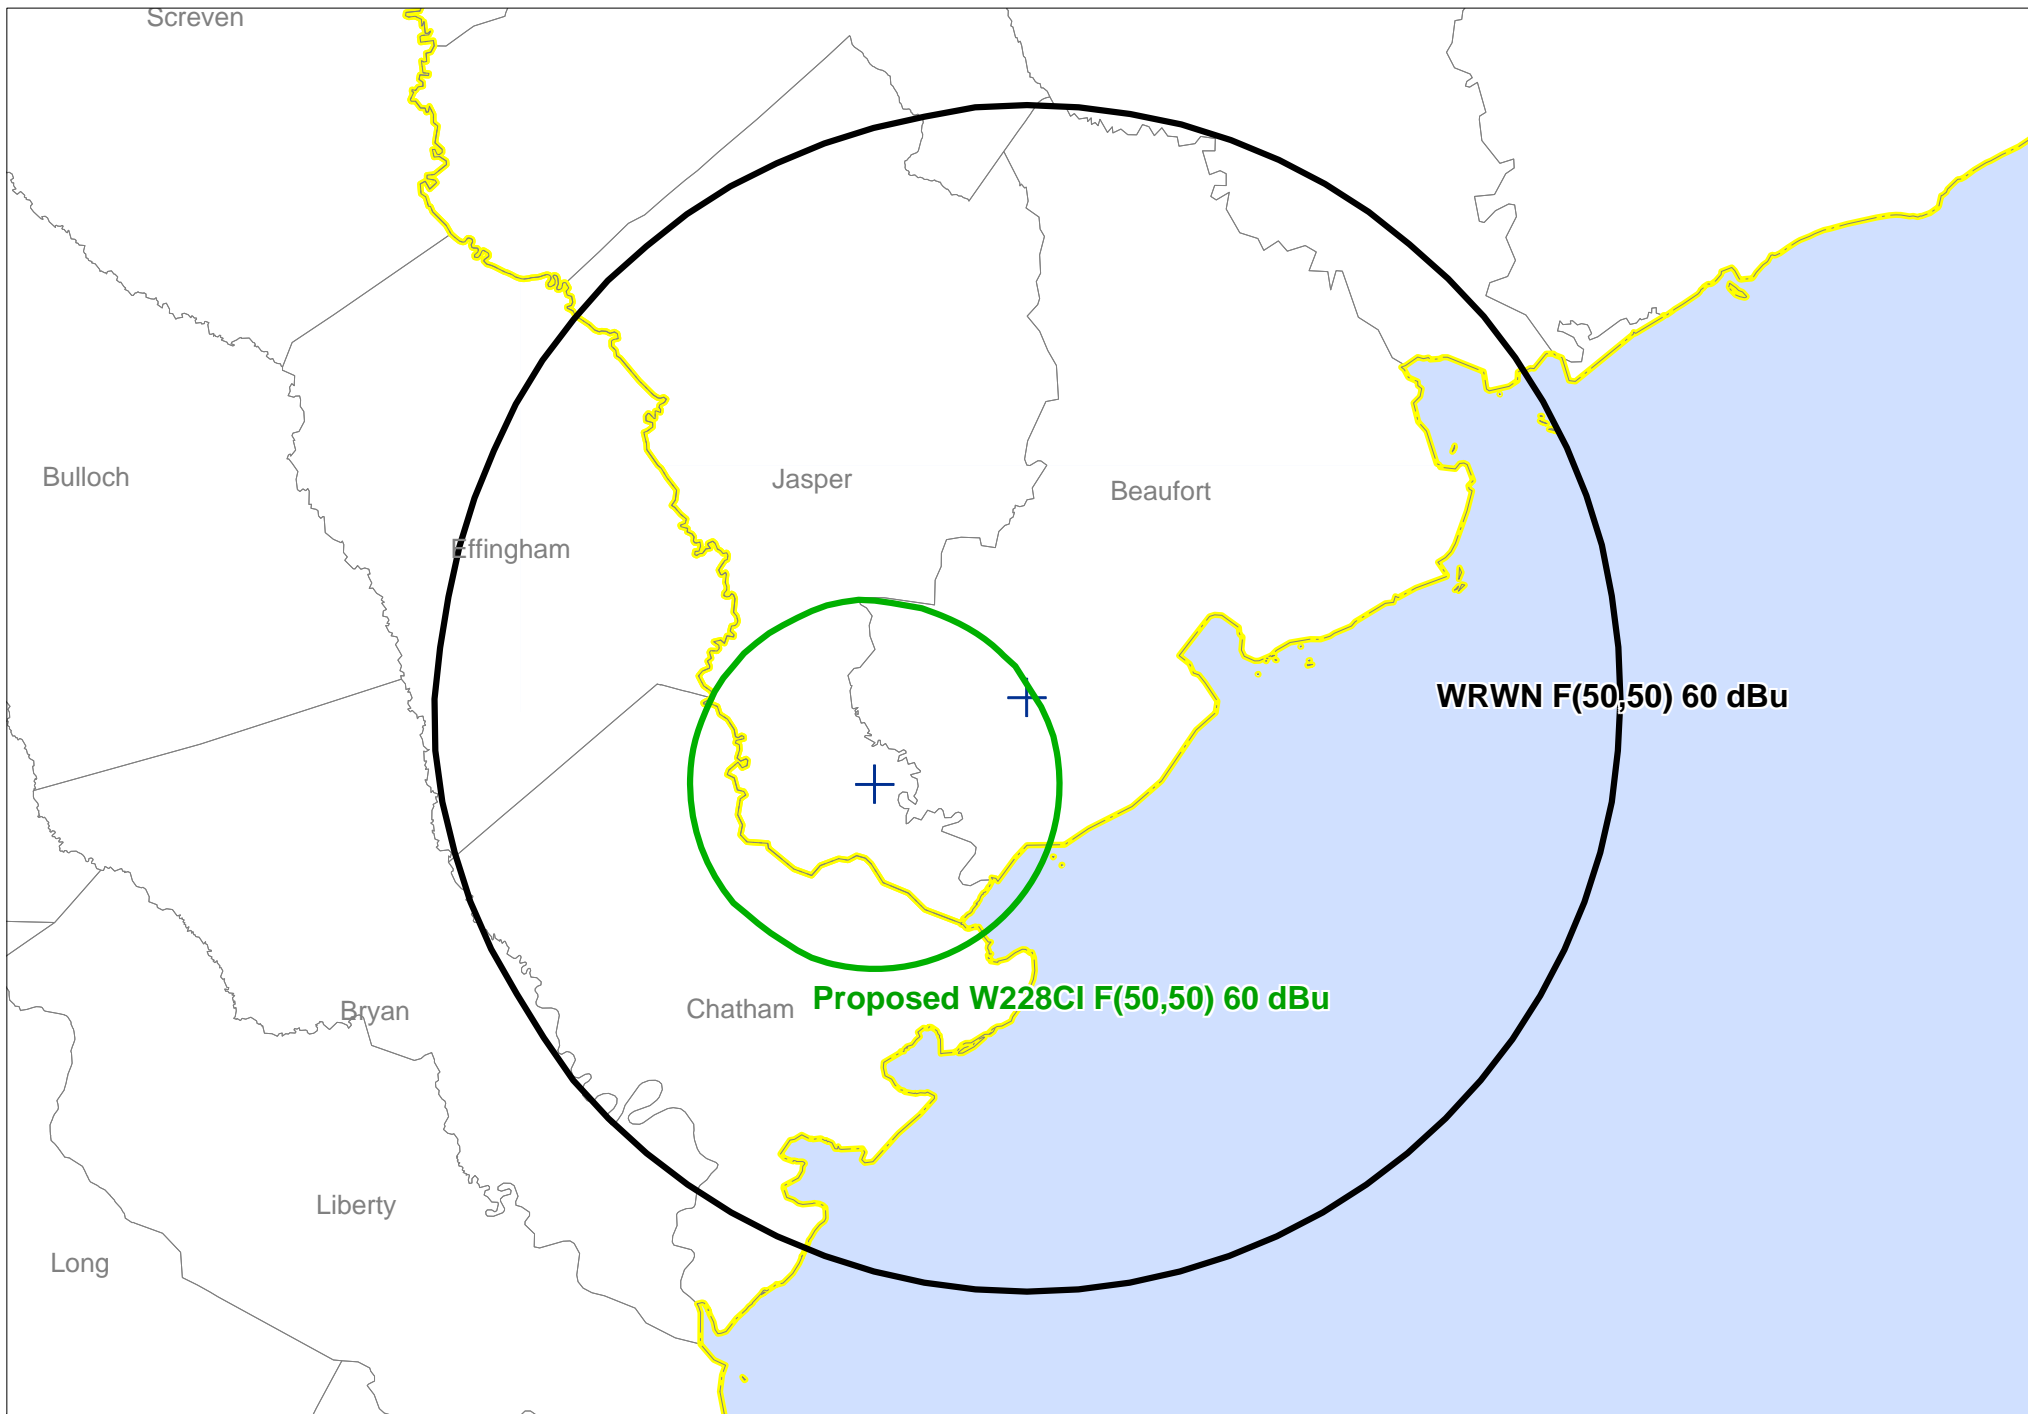 Screven
Bulloch
Jasper
Beaufort
Effingham
WRWN F(50,50) 60 dBu
Proposed W228CI F(50,50) 60 dBu
Chatham
Bryan
Liberty
Long